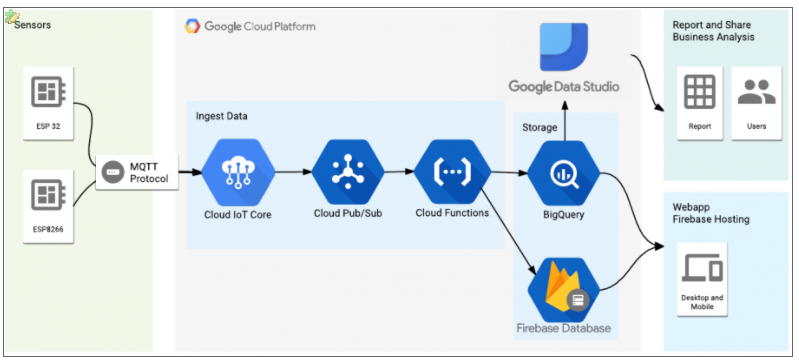 Sensors
ESP 32
ESP8266
MQTT
Protocol
Google Cloud Platform
Ingest Data
Cloud IoT Core
Cloud Pub/Sub
Cloud Functions
Google Data Studio
Storage
BigQuery
Firebase Database
Report and Share
Business Analysis
Report
Users
Webapp
Firebase Hosting
Desktop and
Mobile